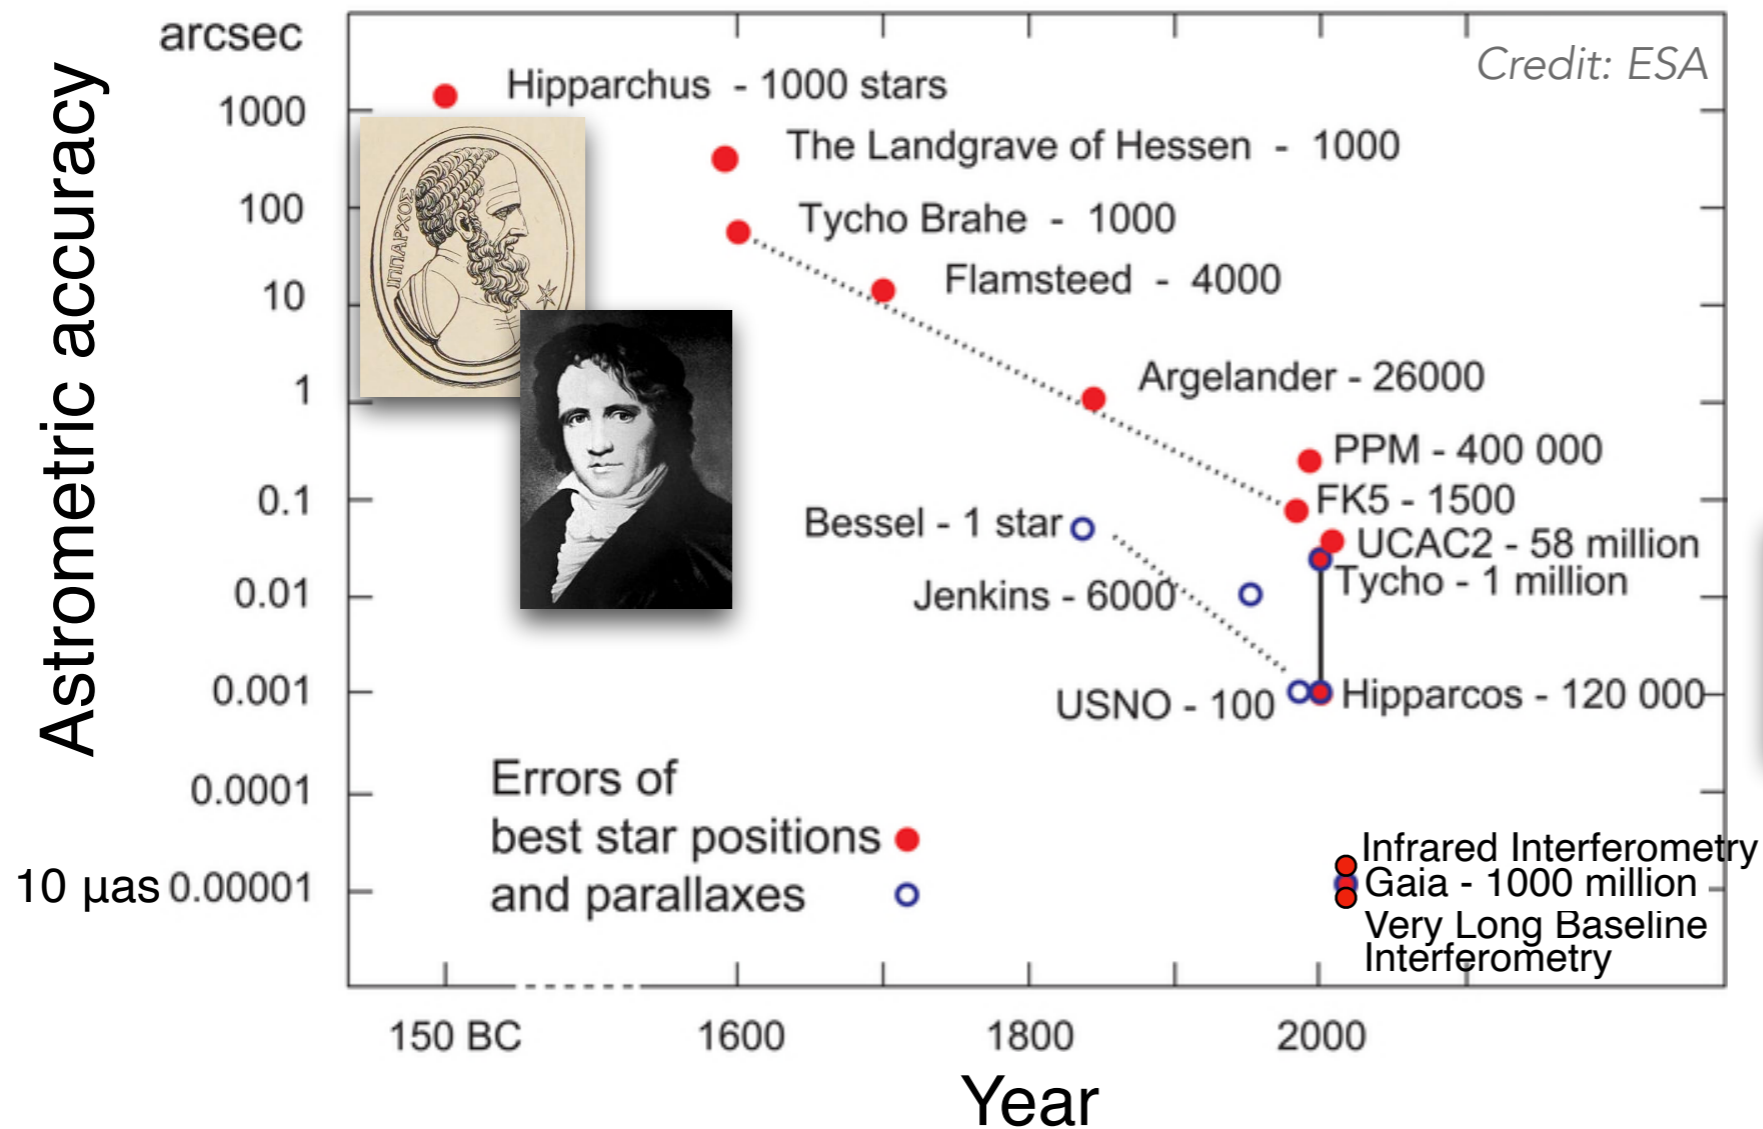 arcsec
Credit: ESA
Astrometric accuracy
1000
100
10
1
0.1
0.01
0.001
0.0001
10 µas 0.00001
Hipparchus - 1000 stars
The Landgrave of Hessen - 1000
Tycho Brahe - 1000
Flamsteed - 4000
Argelander - 26000
PPM - 400 000
FK5 - 1500
Bessel - 1 star
UCAC2 - 58 million
Tycho - 1 million
Jenkins - 6000
USNO - 100
Hipparcos - 120 000
ΙΠΠΑΡΧΟΣ
Errors of
best star positions
and parallaxes
Infrared Interferometry
Gaia - 1000 million
Very Long Baseline
Interferometry
150 BC
1600
1800
2000
Year